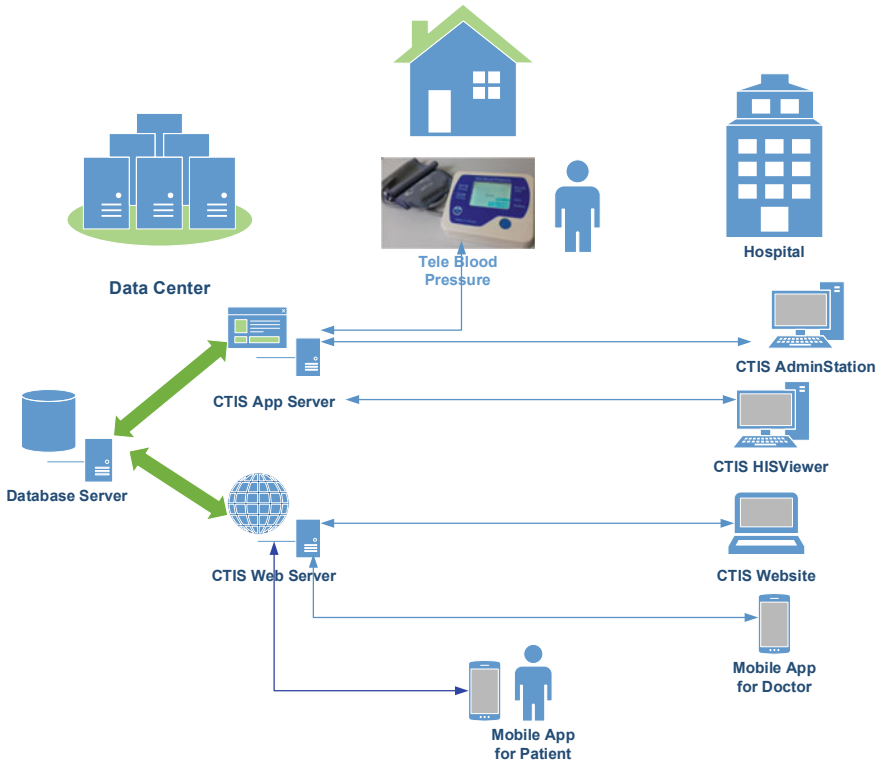 Data Center
Tele Blood
Pressure
Hospital
CTIS AdminStation
CTIS App Server
CTIS HISViewer
Database Server
CTIS Web Server
CTIS Website
Mobile App
for Doctor
Mobile App
for Patient